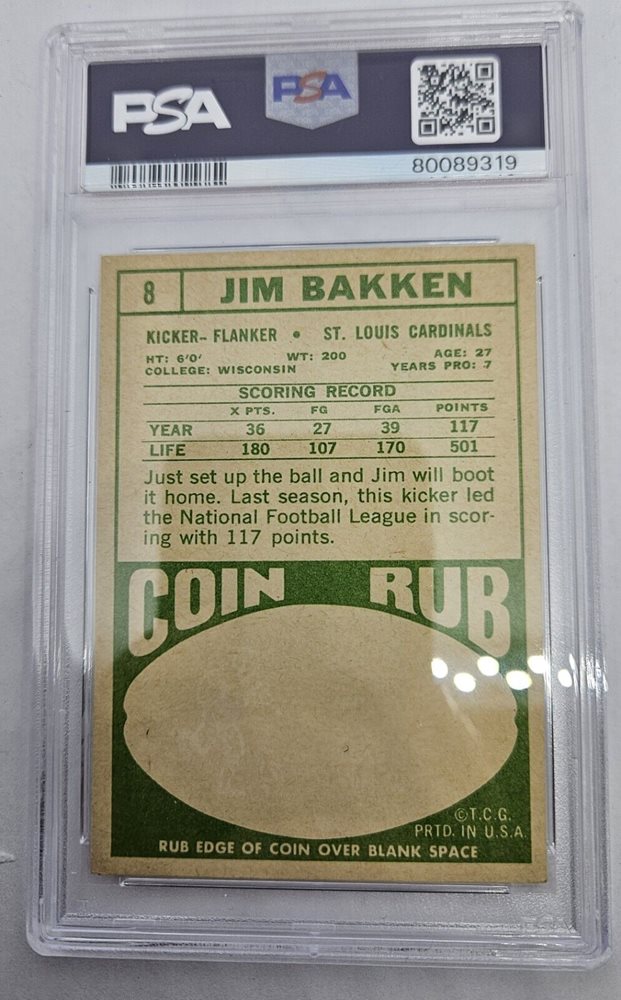 PSA
PSA
80089319
8 JIM BAKKEN
KICKER- FLANKER • ST. LOUIS CARDINALS
HT: 6'0' WT: 200 AGE: 27
COLLEGE: WISCONSIN YEARS PRO: 7
SCORING RECORD
X PTS. FG FGA POINTS
YEAR 36 27 39 117
LIFE 180 107 170 501
Just set up the ball and Jim will boot
it home. Last season, this kicker led
the National Football League in scor-
ing with 117 points.
COIN RUB
©T.C.G.
PRTD. IN U.S.A.
RUB EDGE OF COIN OVER BLANK SPACE